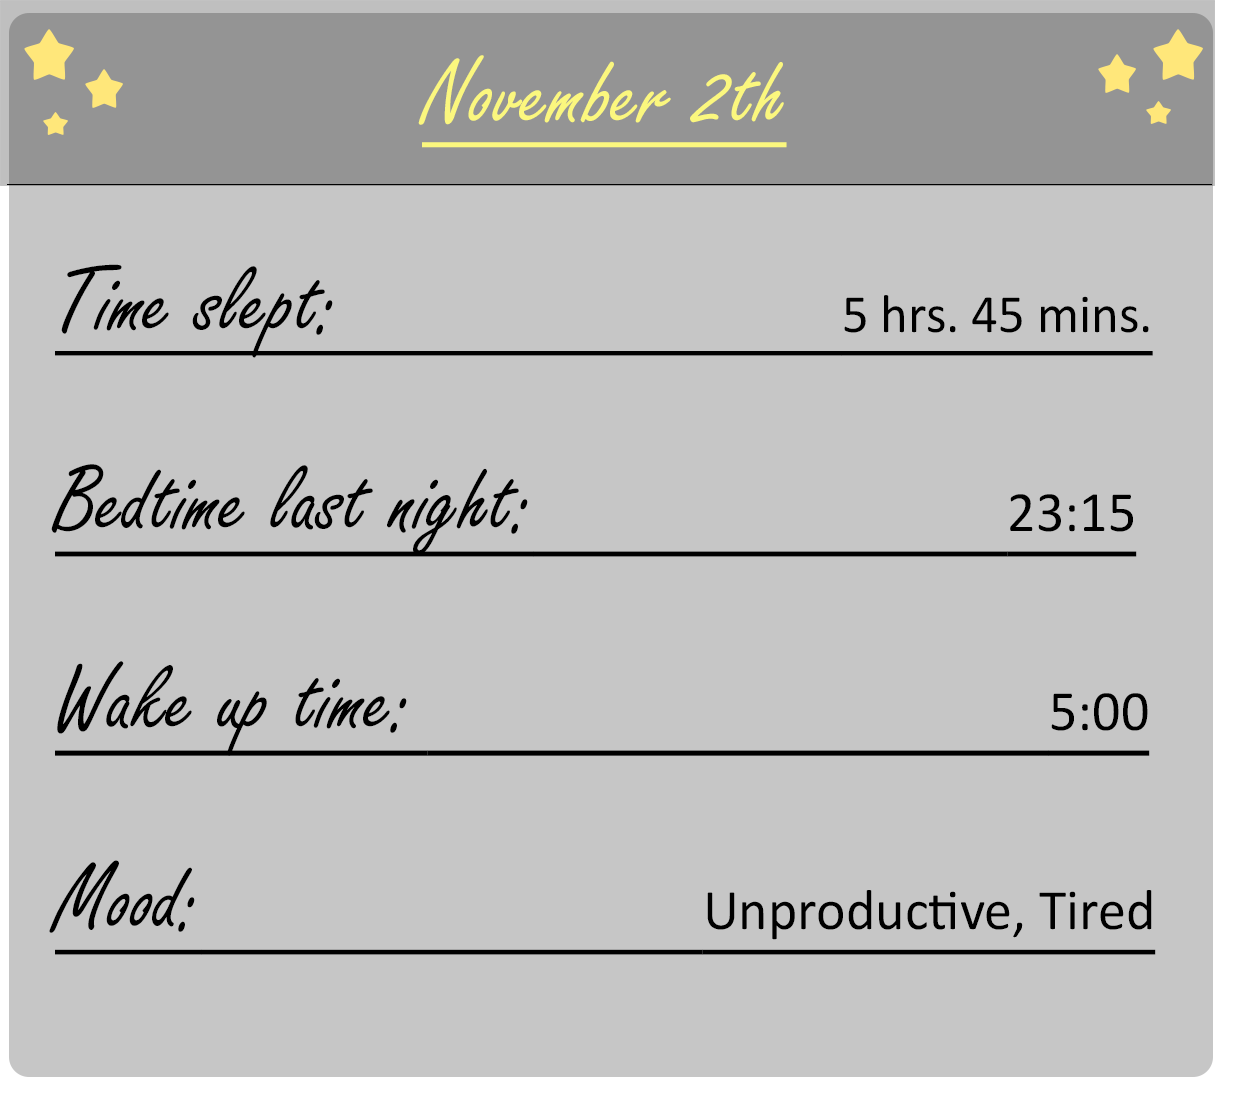 November 2th
Time slept: 5 hrs. 45 mins.
Bedtime last night: 23:15
Wake up time: 5:00
Mood: Unproductive, Tired